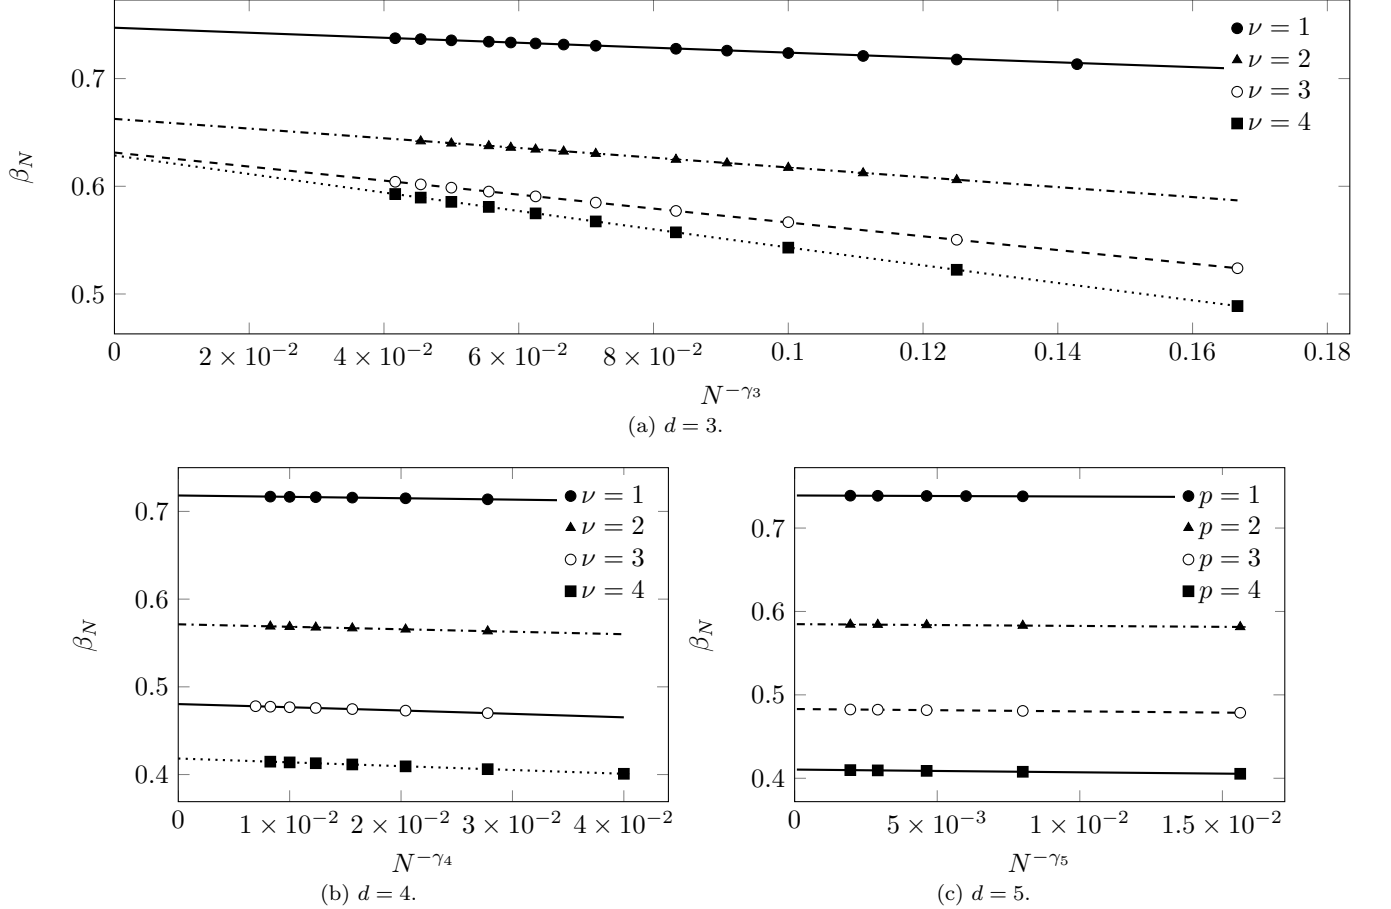 ν = 1
ν = 2
ν = 3
ν = 4
0.7
0.6
0.5
β_N
0 2 × 10⁻² 4 × 10⁻² 6 × 10⁻² 8 × 10⁻² 0.1 0.12 0.14 0.16 0.18
N^{−γ₃}
(a) d = 3.
ν = 1
ν = 2
ν = 3
ν = 4
0.7
0.6
0.5
0.4
β_N
0 1 × 10⁻² 2 × 10⁻² 3 × 10⁻² 4 × 10⁻²
N^{−γ₄}
(b) d = 4.
p = 1
p = 2
p = 3
p = 4
0.7
0.6
0.5
0.4
β_N
0 5 × 10⁻³ 1 × 10⁻² 1.5 × 10⁻²
N^{−γ₅}
(c) d = 5.